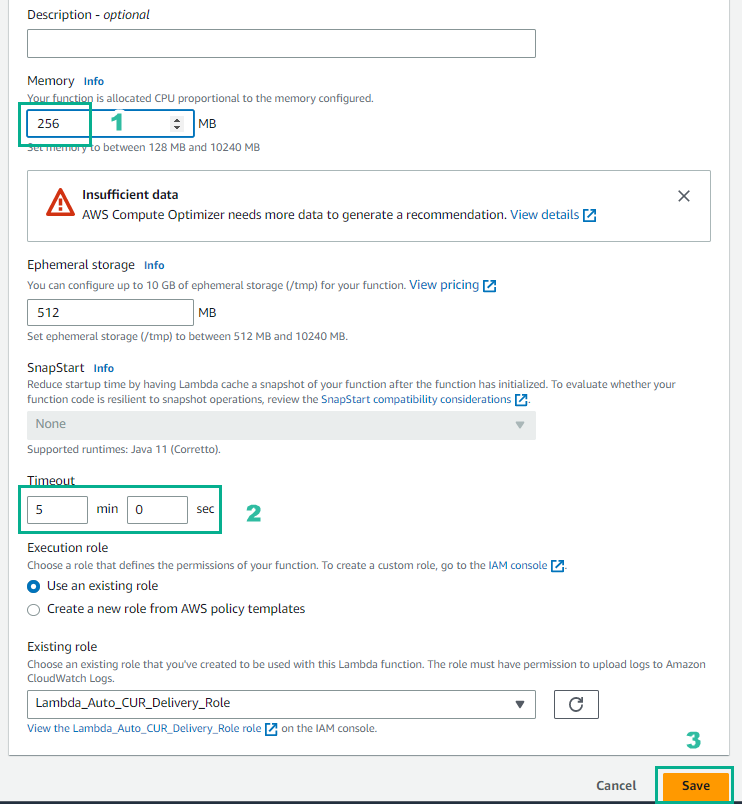 Description - optional
Memory Info
Your function is allocated CPU proportional to the memory configured.
256 1 MB
Set memory to between 128 MB and 10240 MB
Insufficient data
AWS Compute Optimizer needs more data to generate a recommendation. View details
Ephemeral storage Info
You can configure up to 10 GB of ephemeral storage (/tmp) for your function. View pricing
512 MB
Set ephemeral storage (/tmp) to between 512 MB and 10240 MB.
SnapStart Info
Reduce startup time by having Lambda cache a snapshot of your function after the function has initialized. To evaluate whether your
function code is resilient to snapshot operations, review the SnapStart compatibility considerations.
None
Supported runtimes: Java 11 (Corretto).
Timeout
5 min 0 sec 2
Execution role
Choose a role that defines the permissions of your function. To create a custom role, go to the IAM console.
Use an existing role
Create a new role from AWS policy templates
Existing role
Choose an existing role that you've created to be used with this Lambda function. The role must have permission to upload logs to Amazon
CloudWatch Logs.
Lambda_Auto_CUR_Delivery_Role
View the Lambda_Auto_CUR_Delivery_Role role on the IAM console.
3
Cancel Save